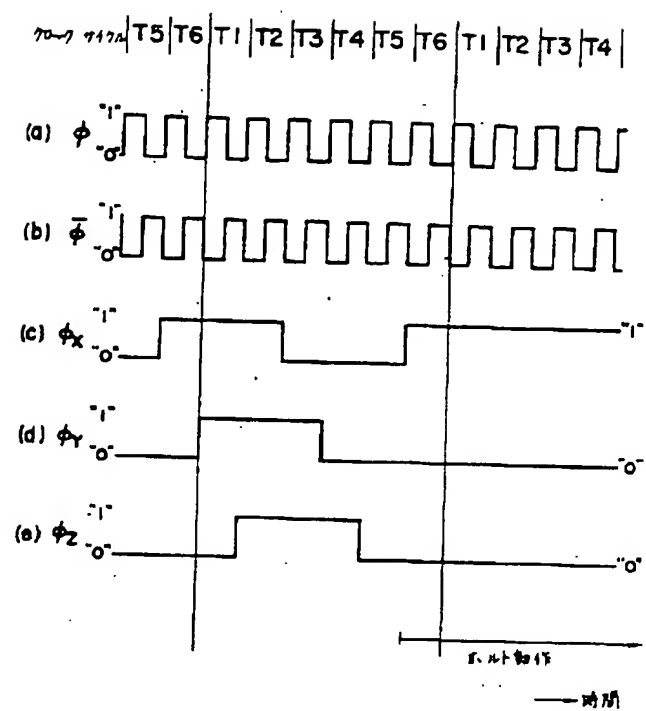 クロック サイクル |T5|T6|T1|T2|T3|T4|T5|T6|T1|T2|T3|T4|
"1"
(a) φ
"0"
"1"
(b) φ̄
"0"
"1" "1"
(c) φX
"0"
"1"
(d) φY
"0" "0"
"1"
(e) φZ
"0" "0"
ホルト動作
時間